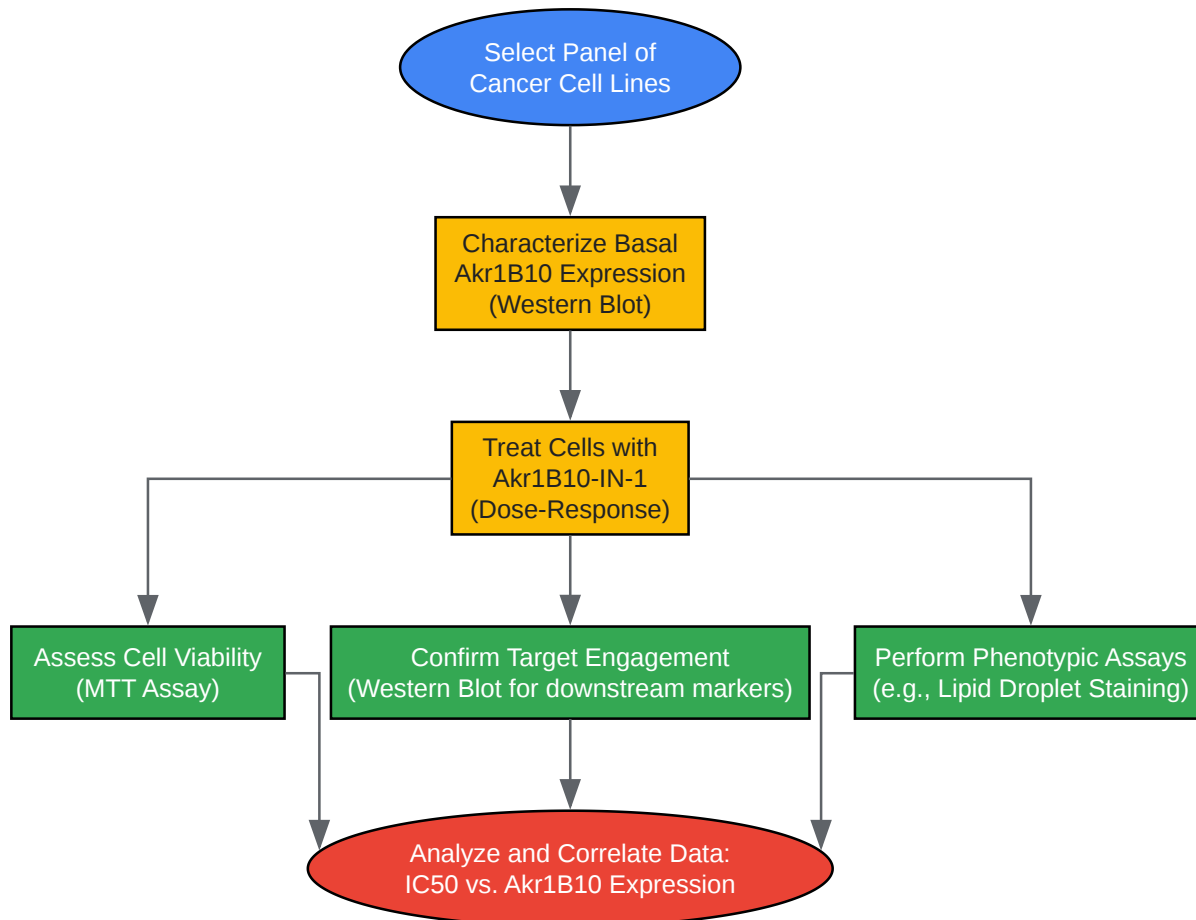 Select Panel of
Cancer Cell Lines
Characterize Basal
Akr1B10 Expression
(Western Blot)
Treat Cells with
Akr1B10-IN-1
(Dose-Response)
Assess Cell Viability
(MTT Assay)
Confirm Target Engagement
(Western Blot for downstream markers)
Perform Phenotypic Assays
(e.g., Lipid Droplet Staining)
Analyze and Correlate Data:
IC50 vs. Akr1B10 Expression